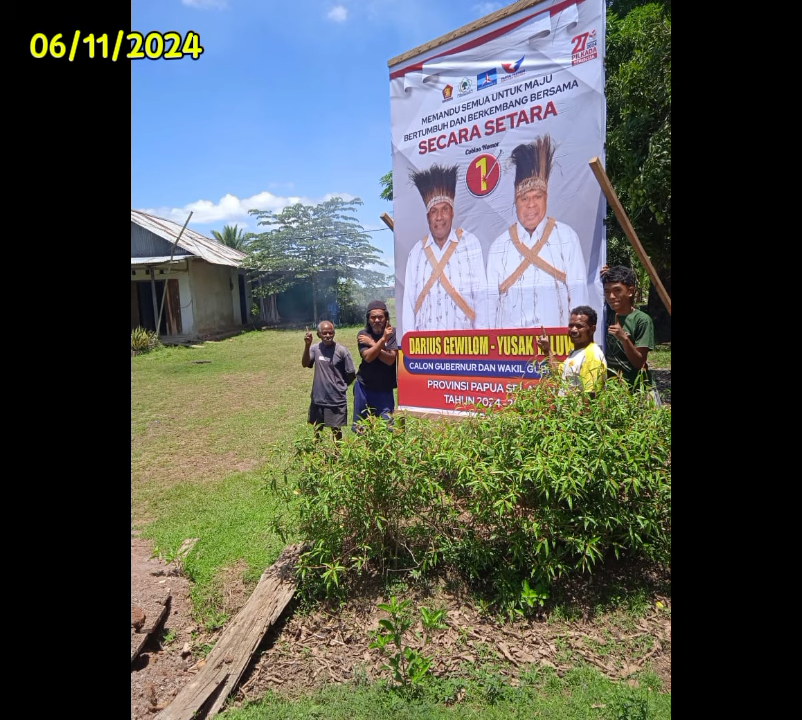 06/11/2024
27
PILKADA
MEMANDU SEMUA UNTUK MAJU
BERTUMBUH DAN BERKEMBANG BERSAMA
SECARA SETARA
Coblos Nomor
1
DARIUS GEWILOM - YUSAK
CALON GUBERNUR DAN WAKIL
PROVINSI PAPUA
TAHUN 2024